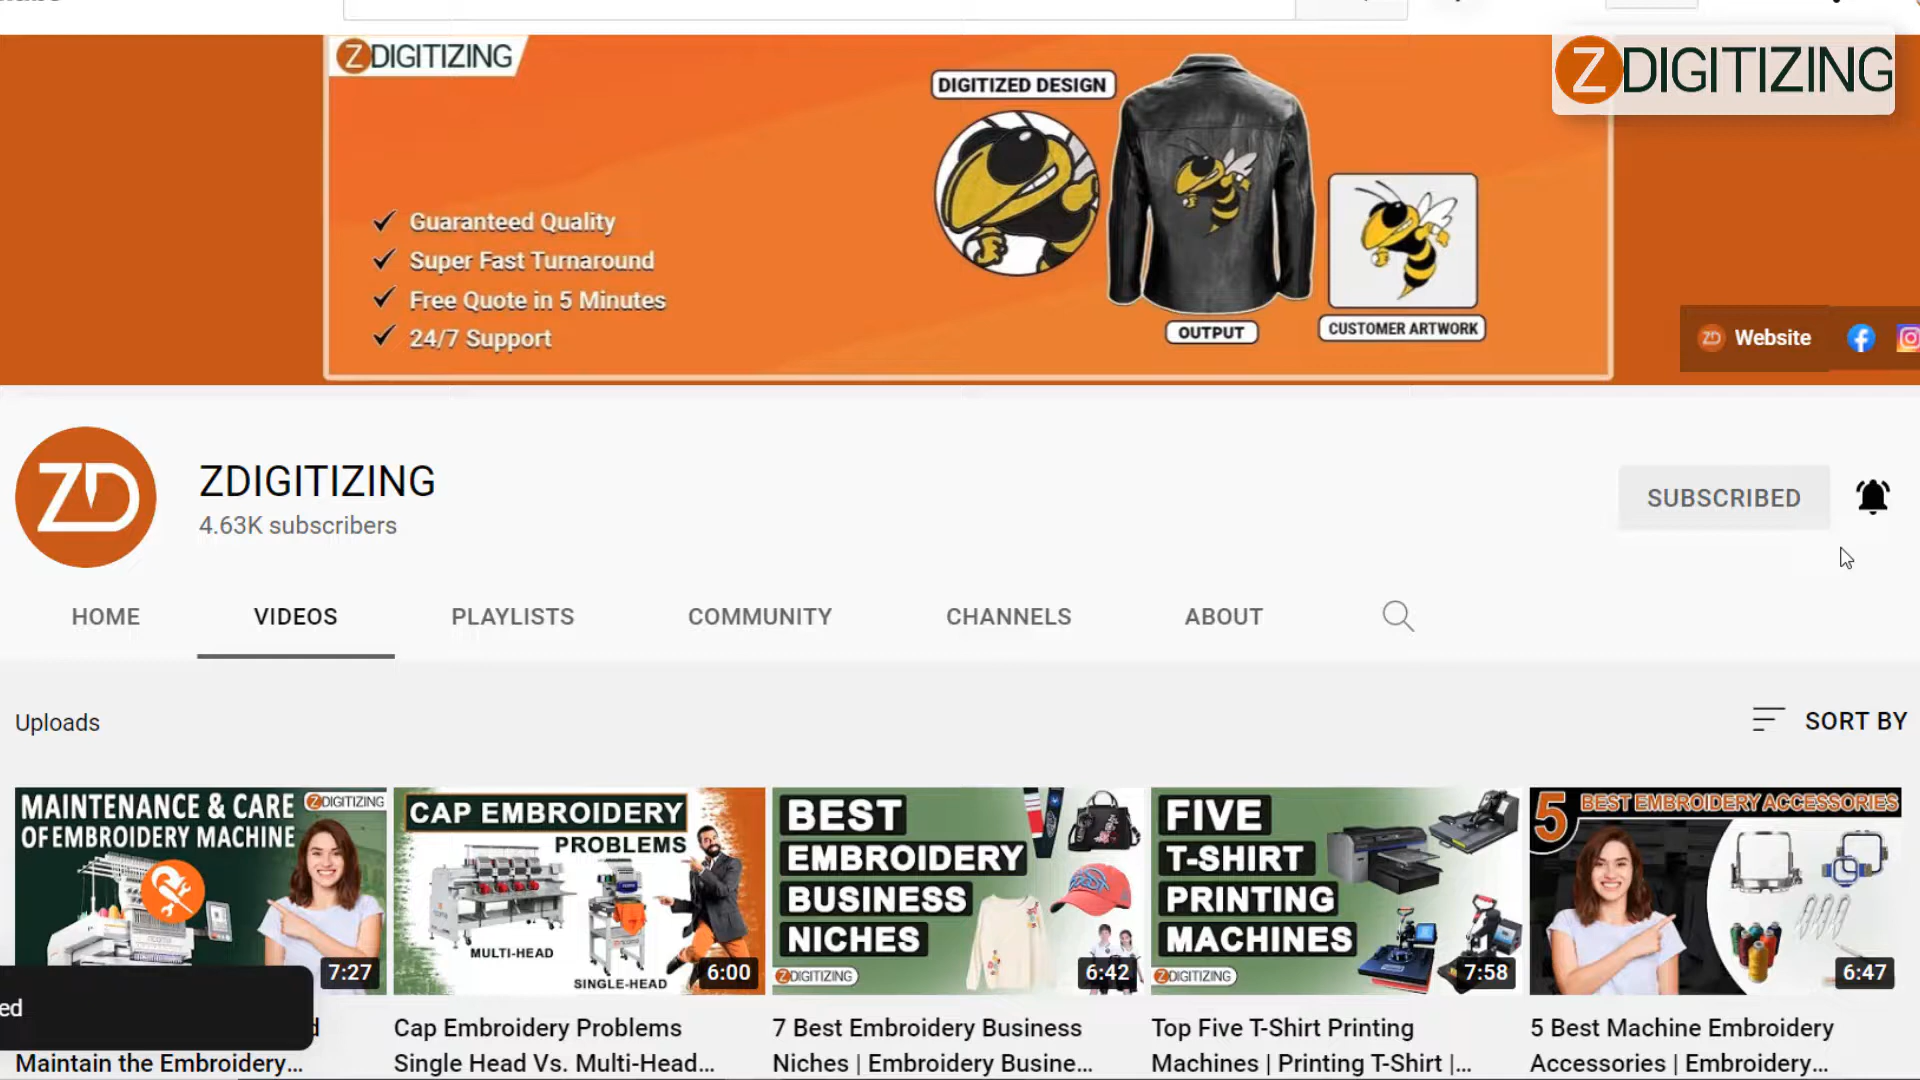 ZDIGITIZING
DIGITIZED DESIGN
ZDIGITIZING
Guaranteed Quality
Super Fast Turnaround
Free Quote in 5 Minutes
24/7 Support
OUTPUT
CUSTOMER ARTWORK
ZD Website
ZD
ZDIGITIZING
4.63K subscribers
SUBSCRIBED
HOME
VIDEOS
PLAYLISTS
COMMUNITY
CHANNELS
ABOUT
Uploads
SORT BY
MAINTENANCE & CARE
OF EMBROIDERY MACHINE
ZDIGITIZING
7:27
CAP EMBROIDERY
PROBLEMS
MULTI-HEAD
SINGLE-HEAD
6:00
BEST
EMBROIDERY
BUSINESS
NICHES
ZDIGITIZING
6:42
FIVE
T-SHIRT
PRINTING
MACHINES
ZDIGITIZING
7:58
5 BEST EMBROIDERY ACCESSORIES
6:47
ed
d
Maintain the Embroidery...
Cap Embroidery Problems
Single Head Vs. Multi-Head...
7 Best Embroidery Business
Niches | Embroidery Busine...
Top Five T-Shirt Printing
Machines | Printing T-Shirt |...
5 Best Machine Embroidery
Accessories | Embroidery...